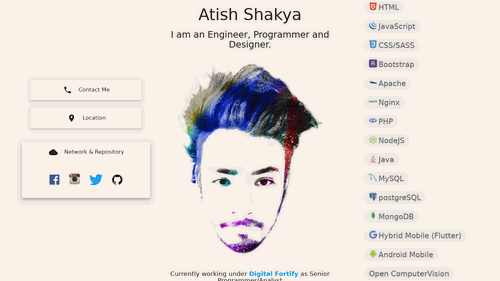 Atish Shakya
I am an Engineer, Programmer and
Designer.
Contact Me
Location
Network & Repository
Currently working under Digital Fortify as Senior
Programmer/Analyst
HTML
JavaScript
CSS/SASS
Bootstrap
Apache
Nginx
PHP
NodeJS
Java
MySQL
postgreSQL
MongoDB
Hybrid Mobile (Flutter)
Android Mobile
Open ComputerVision